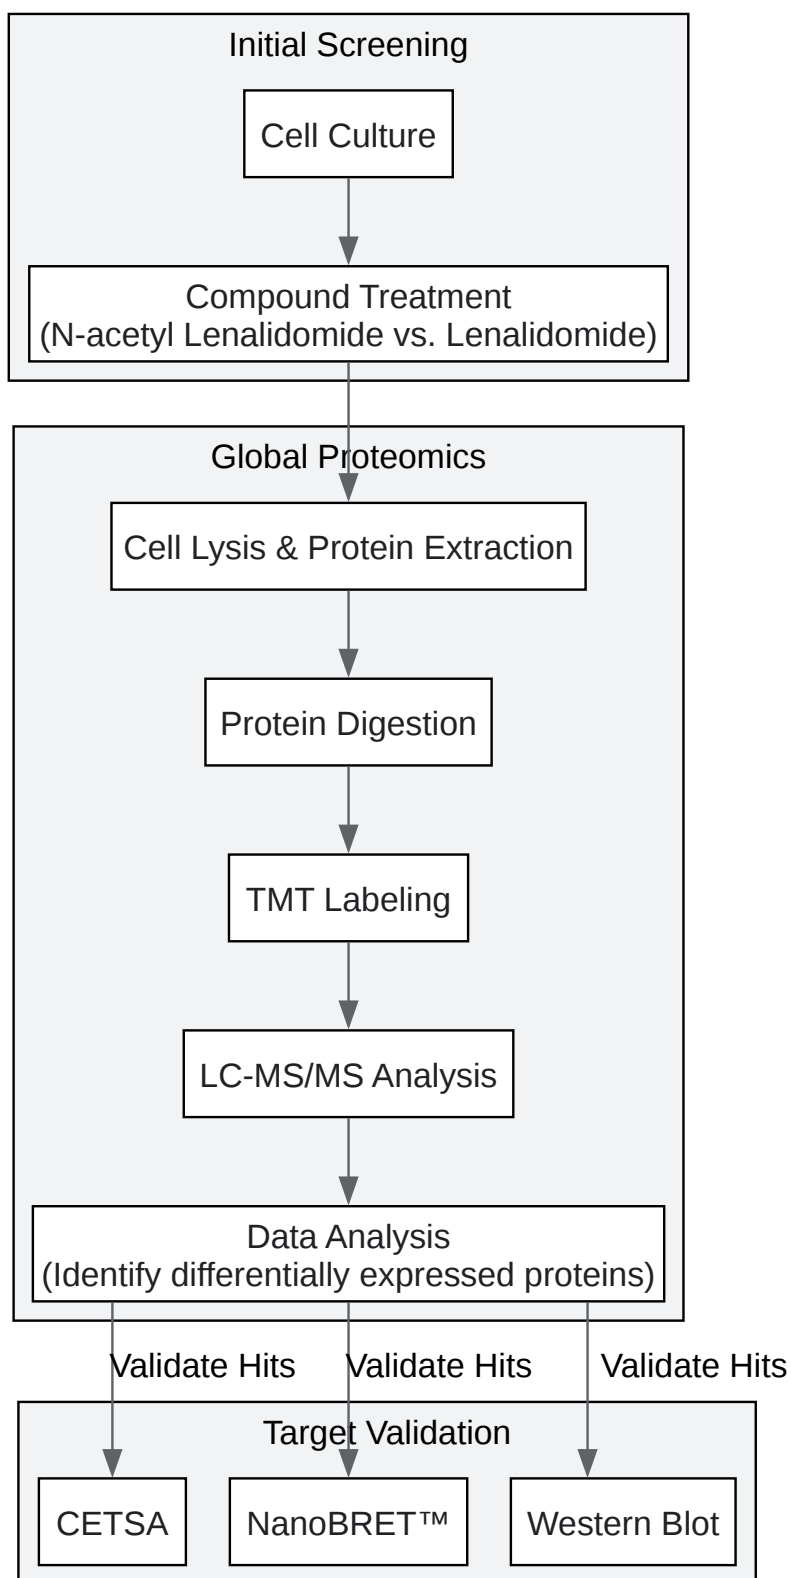 Initial Screening
Cell Culture
Compound Treatment
(N-acetyl Lenalidomide vs. Lenalidomide)
Global Proteomics
Cell Lysis & Protein Extraction
Protein Digestion
TMT Labeling
LC-MS/MS Analysis
Data Analysis
(Identify differentially expressed proteins)
Validate Hits
Validate Hits
Validate Hits
Target Validation
CETSA
NanoBRET™
Western Blot